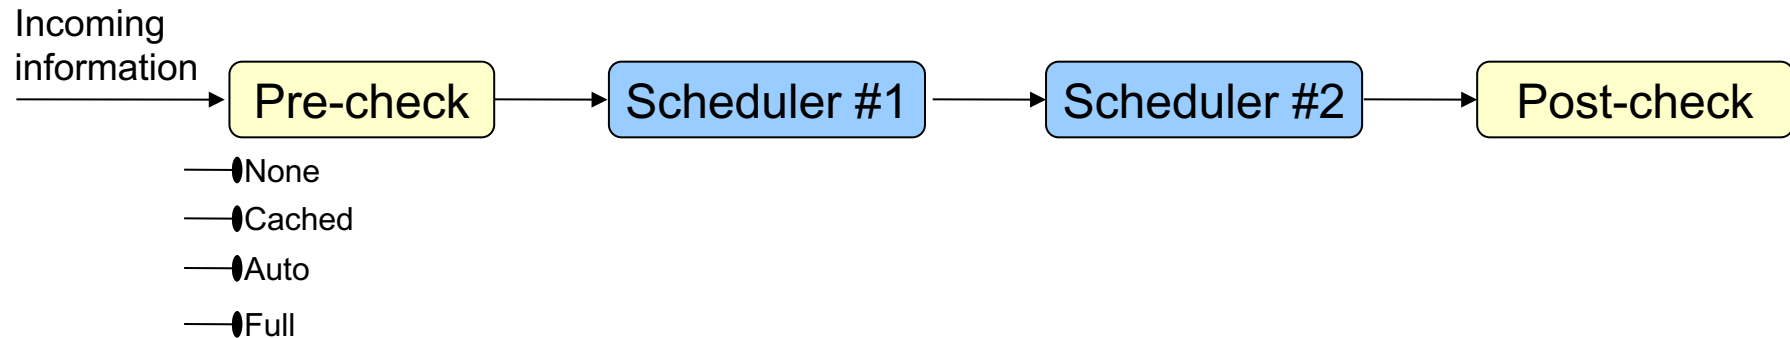 Incoming
information
Pre-check
Scheduler #1
Scheduler #2
Post-check
None
Cached
Auto
Full